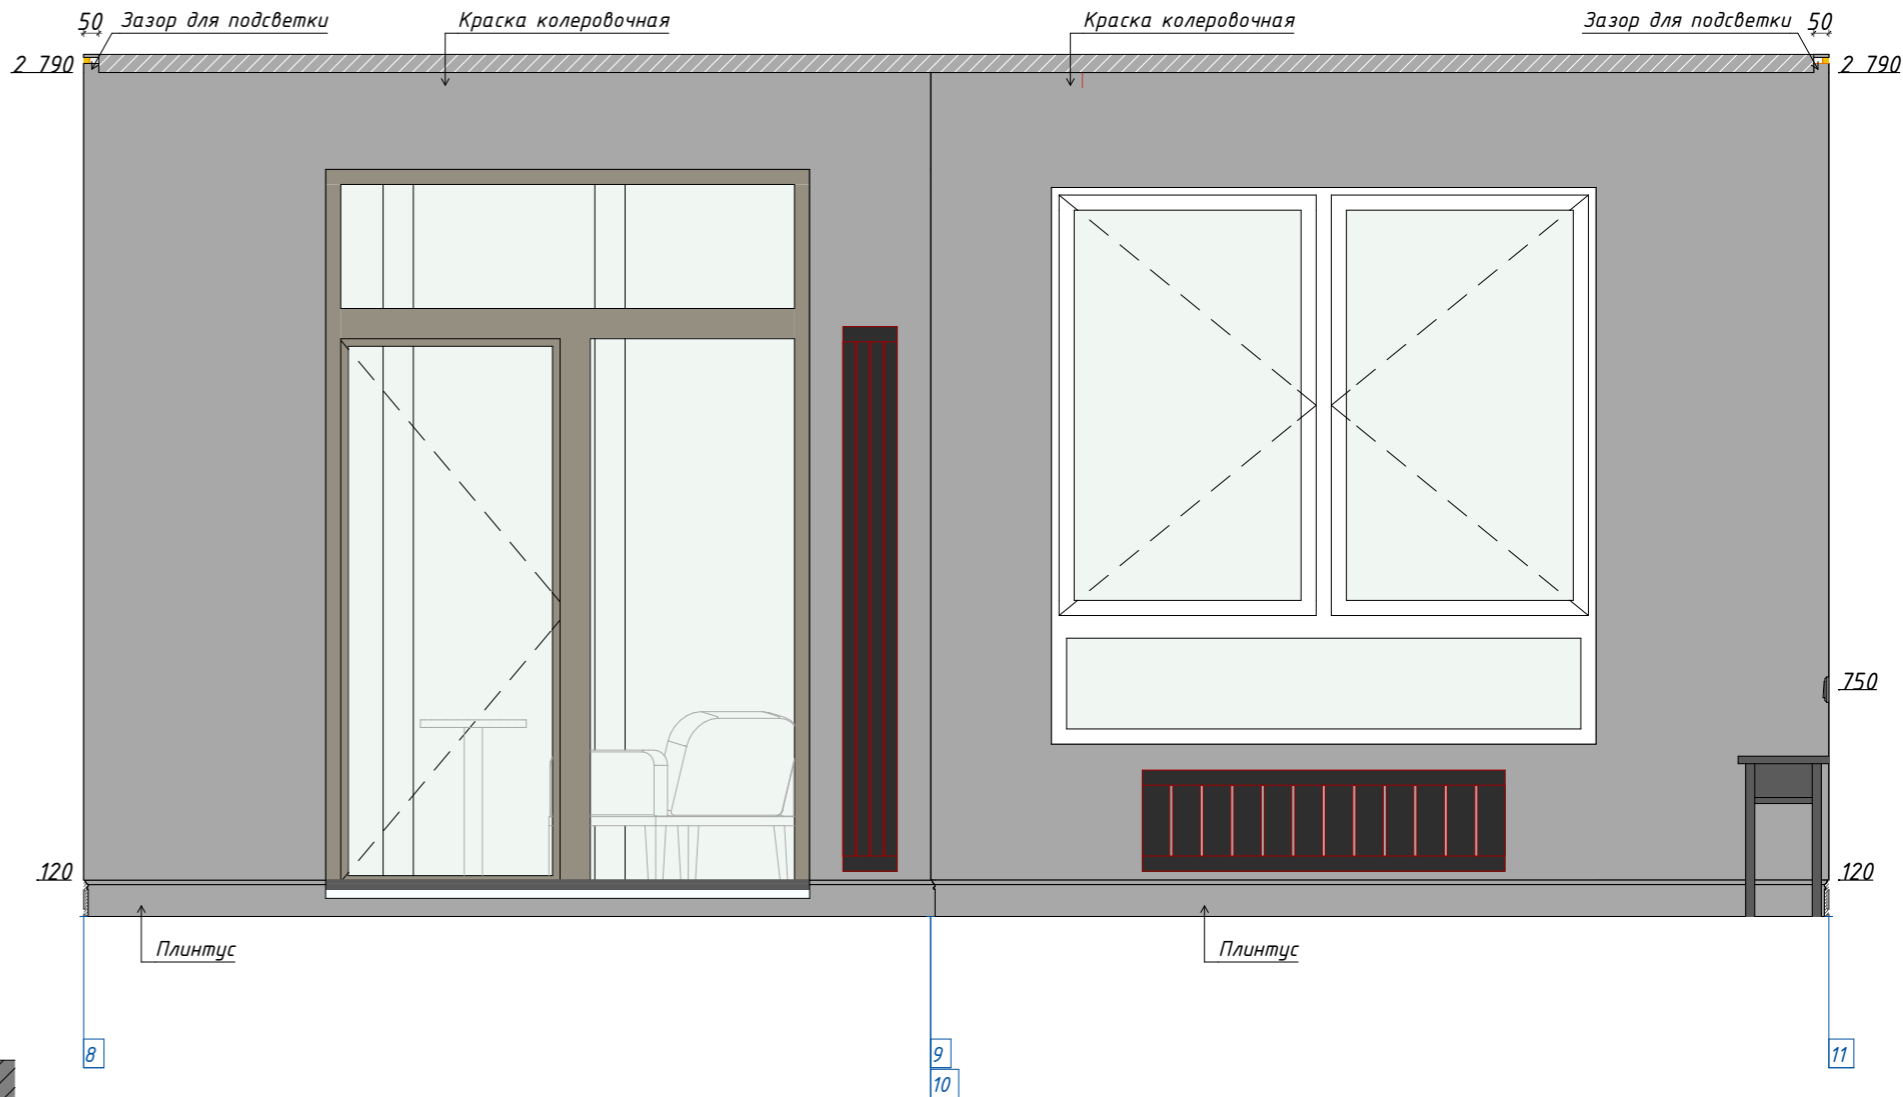 50 Зазор для подсветки
Краска колеровочная
Краска колеровочная
Зазор для подсветки 50
2 790
2 790
750
120
120
Плинтус
Плинтус
8
9
11
10